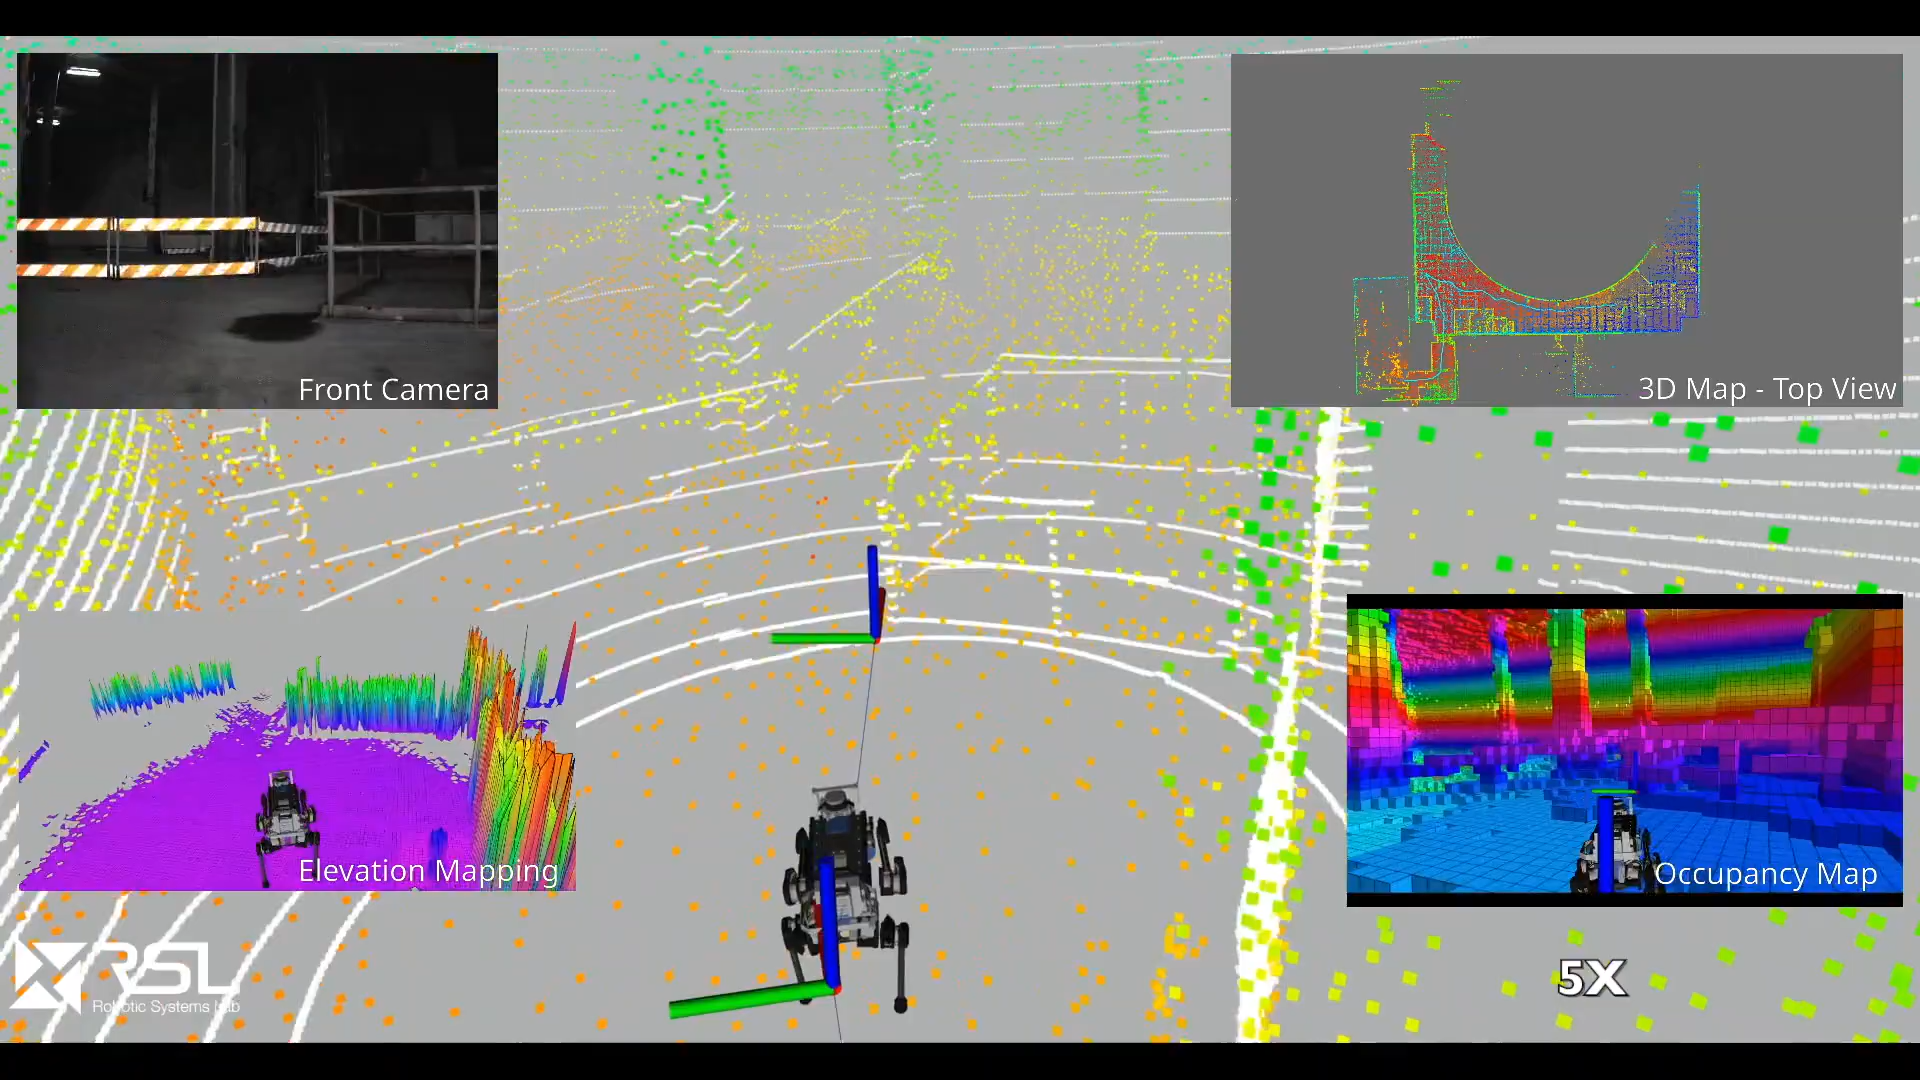 Front Camera
3D Map - Top View
Elevation Mapping
Occupancy Map
RSL
Robotic Systems Lab
5X